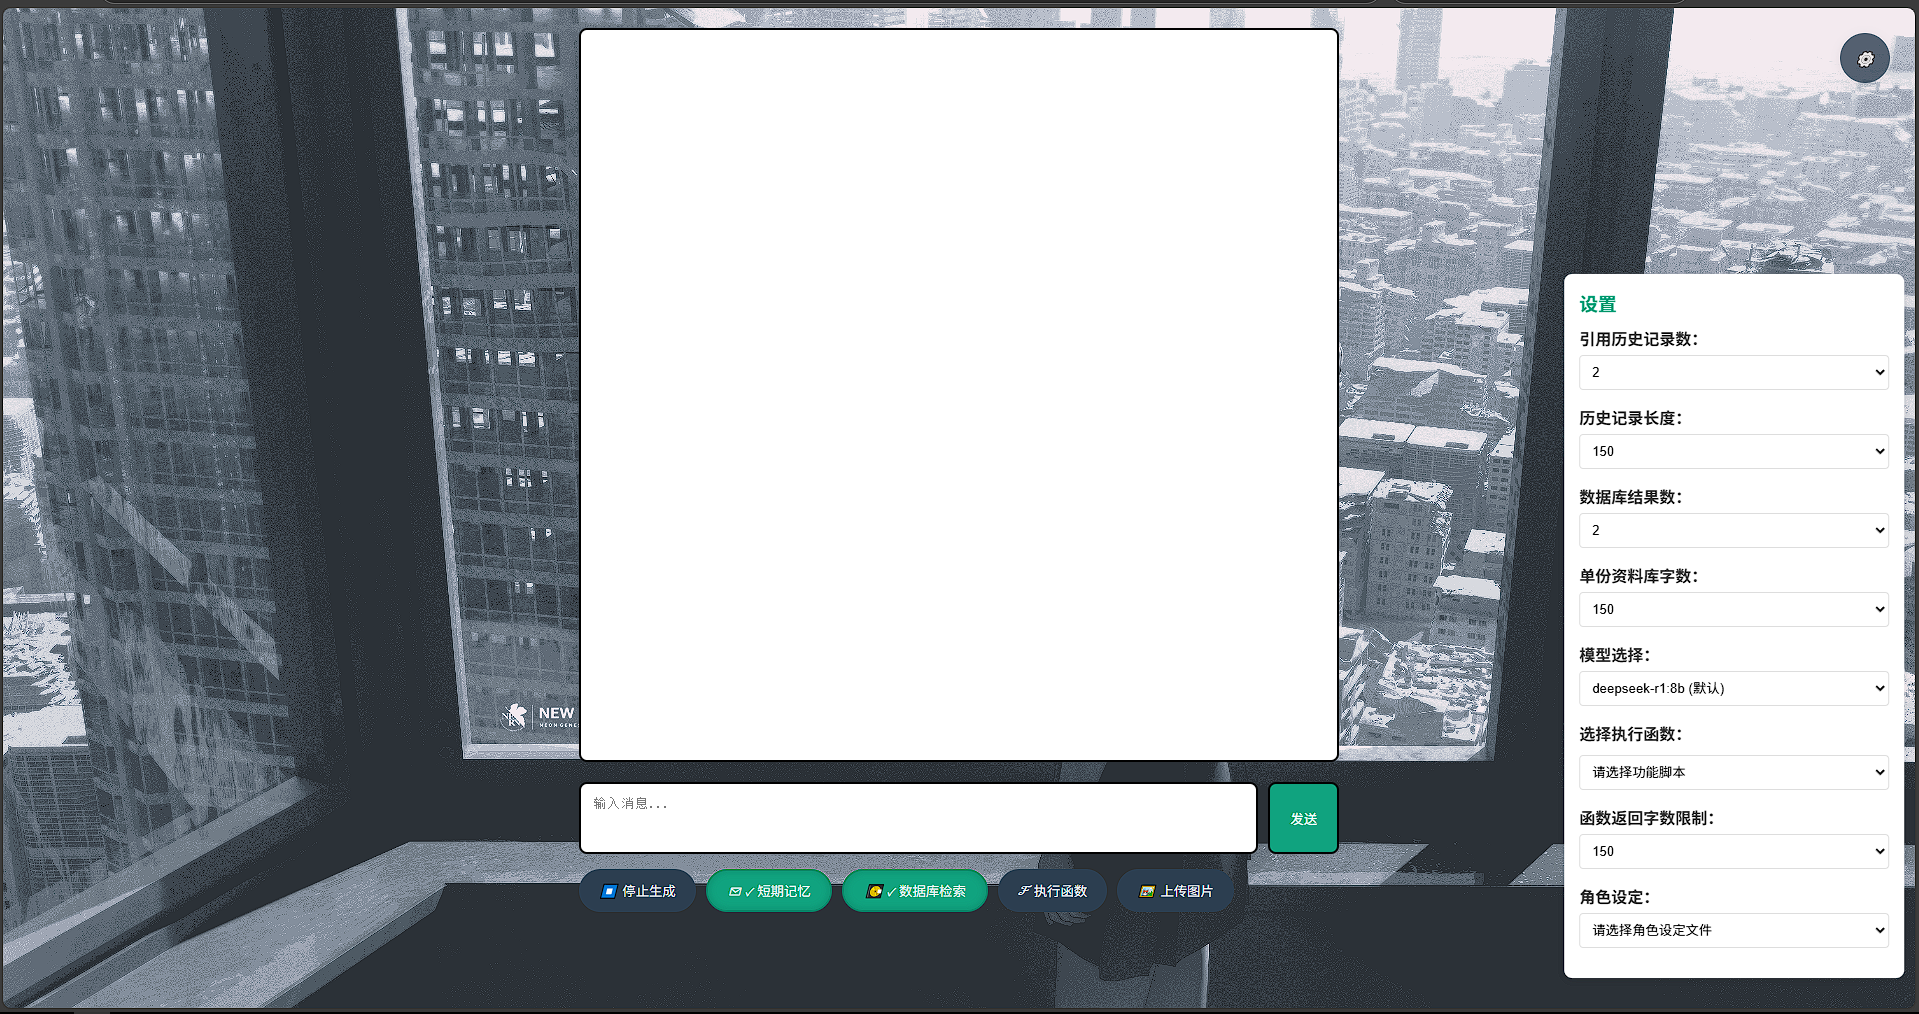 NEW
输入消息...
发送
停止生成
✓短期记忆
✓数据库检索
执行函数
上传图片
设置
引用历史记录数：
2
历史记录长度：
150
数据库结果数：
2
单份资料库字数：
150
模型选择：
deepseek-r1:8b (默认)
选择执行函数：
请选择功能脚本
函数返回字数限制：
150
角色设定：
请选择角色设定文件